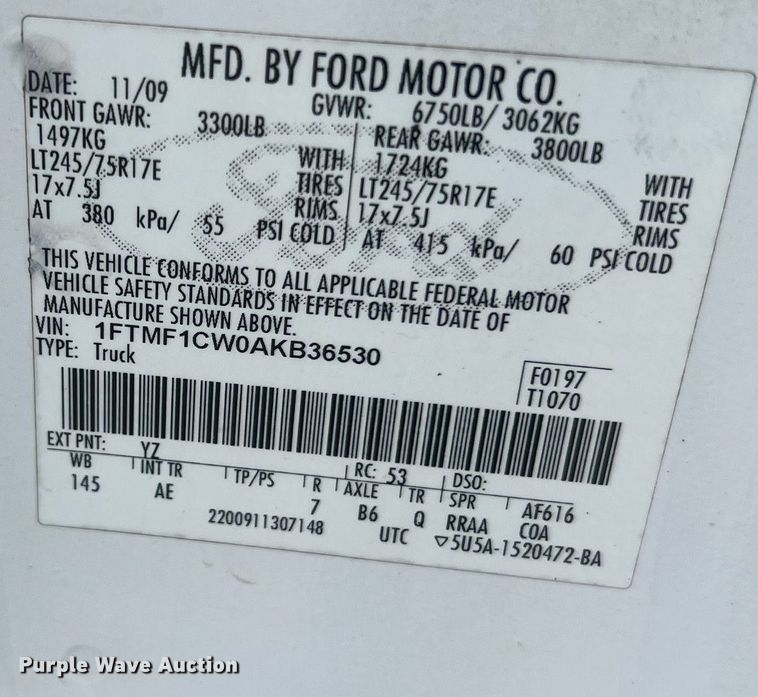 MFD. BY FORD MOTOR CO.
DATE: 11/09 GVWR: 6750LB/ 3062KG
FRONT GAWR: 3300LB REAR GAWR: 3800LB
1497KG WITH 1724KG WITH
LT245/75R17E TIRES LT245/75R17E TIRES
17x7.5J RIMS 17x7.5J RIMS
AT 380 kPa/ 55 PSI COLD AT 415 kPa/ 60 PSI COLD
THIS VEHICLE CONFORMS TO ALL APPLICABLE FEDERAL MOTOR
VEHICLE SAFETY STANDARDS IN EFFECT ON THE DATE OF
MANUFACTURE SHOWN ABOVE.
VIN: 1FTMF1CW0AKB36530
TYPE: Truck
F0197
T1070
EXT PNT: YZ RC: 53 DSO:
WB INT TR TP/PS R AXLE TR SPR AF616
145 AE 7 B6 Q RRAA C0A
2200911307148 UTC ▽5U5A-1520472-BA
Purple Wave Auction